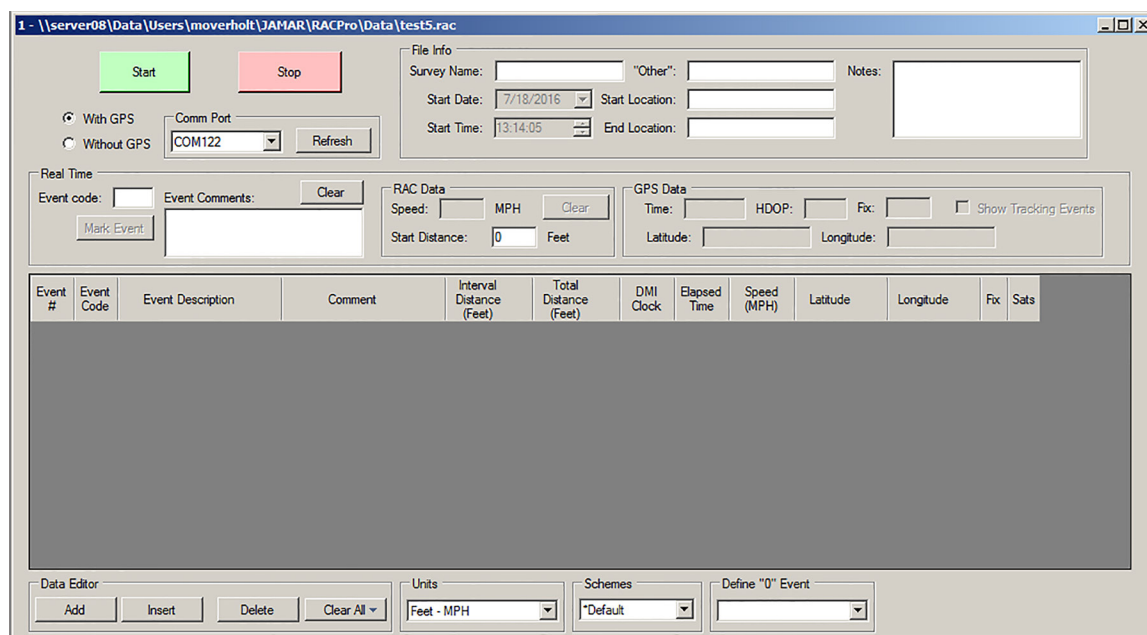 1 - \\server08\Data\Users\moverholt\JAMAR\RACPro\Data\test5.rac
Start
Stop
With GPS
Without GPS
Comm Port
COM122
Refresh
File Info
Survey Name:
"Other":
Notes:
Start Date:
7/18/2016
Start Location:
Start Time:
13:14:05
End Location:
Real Time
Event code:
Event Comments:
Clear
Mark Event
RAC Data
Speed:
MPH
Clear
Start Distance:
0
Feet
GPS Data
Time:
HDOP:
Fix:
Show Tracking Events
Latitude:
Longitude:
Event
#
Event
Code
Event Description
Comment
Interval
Distance
(Feet)
Total
Distance
(Feet)
DMI
Clock
Elapsed
Time
Speed
(MPH)
Latitude
Longitude
Fix
Sats
Data Editor
Add
Insert
Delete
Clear All
Units
Feet - MPH
Schemes
*Default
Define "0" Event